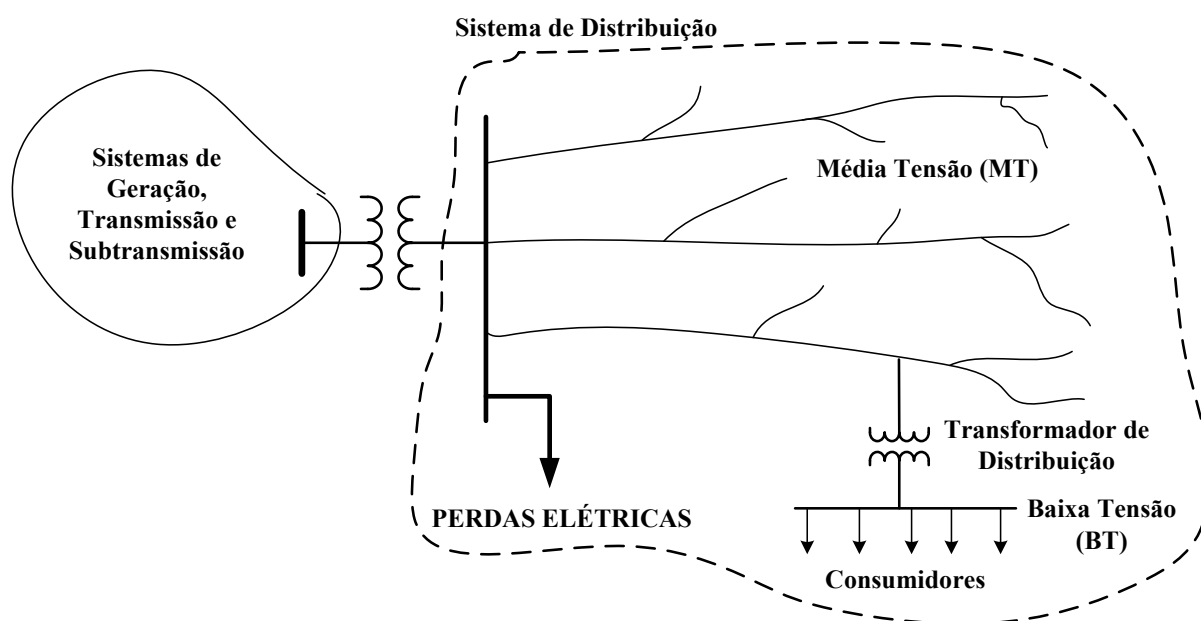 Sistema de Distribuição
Sistemas de
Geração,
Transmissão e
Subtransmissão
Média Tensão (MT)
Transformador de
Distribuição
PERDAS ELÉTRICAS
Baixa Tensão
(BT)
Consumidores